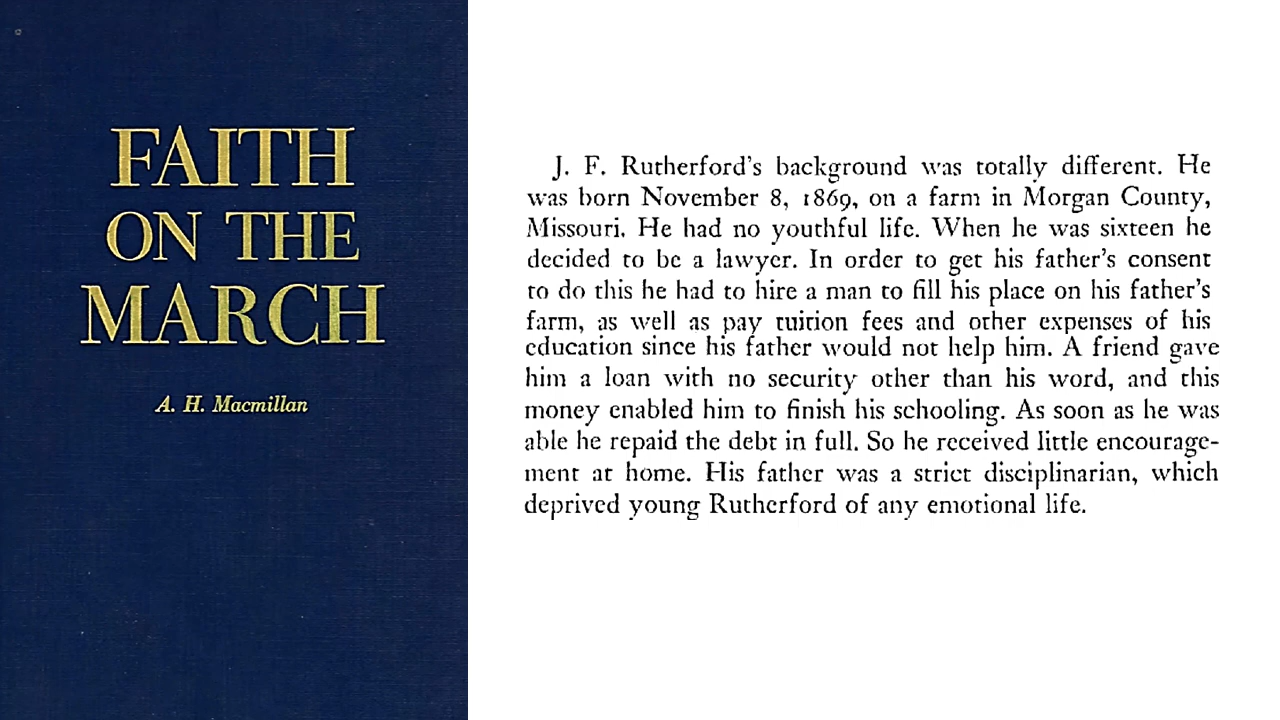 FAITH
ON THE
MARCH
A. H. Macmillan
J. F. Rutherford's background was totally different. He
was born November 8, 1869, on a farm in Morgan County,
Missouri. He had no youthful life. When he was sixteen he
decided to be a lawyer. In order to get his father's consent
to do this he had to hire a man to fill his place on his father's
farm, as well as pay tuition fees and other expenses of his
education since his father would not help him. A friend gave
him a loan with no security other than his word, and this
money enabled him to finish his schooling. As soon as he was
able he repaid the debt in full. So he received little encourage-
ment at home. His father was a strict disciplinarian, which
deprived young Rutherford of any emotional life.